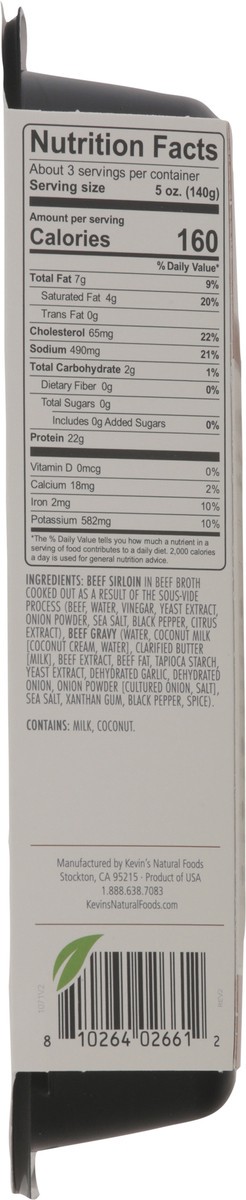 Nutrition Facts
About 3 servings per container
Serving size 5 oz. (140g)
Amount per serving
Calories 160
% Daily Value*
Total Fat 7g 9%
Saturated Fat 4g 20%
Trans Fat 0g
Cholesterol 65mg 22%
Sodium 490mg 21%
Total Carbohydrate 2g 1%
Dietary Fiber 0g 0%
Total Sugars 0g
Includes 0g Added Sugars 0%
Protein 22g
Vitamin D 0mcg 0%
Calcium 18mg 2%
Iron 2mg 10%
Potassium 582mg 10%
*The % Daily Value tells you how much a nutrient in a
serving of food contributes to a daily diet. 2,000 calories
a day is used for general nutrition advice.
INGREDIENTS: BEEF SIRLOIN IN BEEF BROTH
COOKED OUT AS A RESULT OF THE SOUS-VIDE
PROCESS (BEEF, WATER, VINEGAR, YEAST EXTRACT,
ONION POWDER, SEA SALT, BLACK PEPPER, CITRUS
EXTRACT), BEEF GRAVY (WATER, COCONUT MILK
[COCONUT CREAM, WATER], CLARIFIED BUTTER
[MILK], BEEF EXTRACT, BEEF FAT, TAPIOCA STARCH,
YEAST EXTRACT, DEHYDRATED GARLIC, DEHYDRATED
ONION, ONION POWDER [CULTURED ONION, SALT],
SEA SALT, XANTHAN GUM, BLACK PEPPER, SPICE).
CONTAINS: MILK, COCONUT.
Manufactured by Kevin's Natural Foods
Stockton, CA 95215 · Product of USA
1.888.638.7083
KevinsNaturalFoods.com
8 10264 02661 2